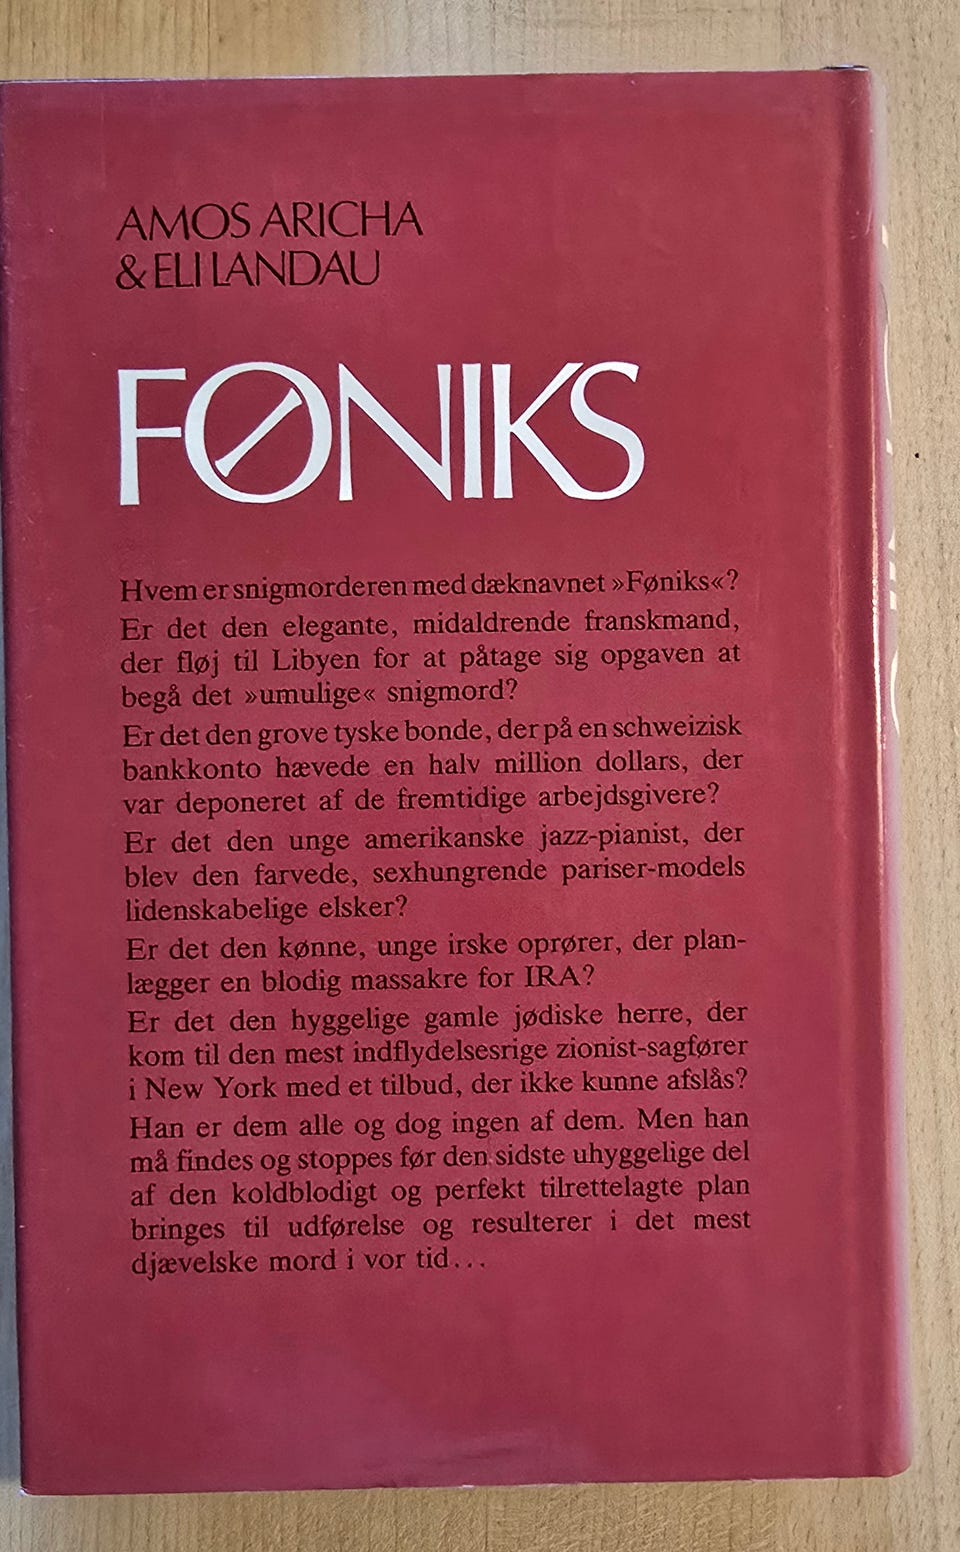 AMOS ARICHA
& ELI LANDAU
FØNIKS
Hvem er snigmorderen med dæknavnet »Føniks«?
Er det den elegante, midaldrende franskmand,
der fløj til Libyen for at påtage sig opgaven at
begå det »umulige« snigmord?
Er det den grove tyske bonde, der på en schweizisk
bankkonto hævede en halv million dollars, der
var deponeret af de fremtidige arbejdsgivere?
Er det den unge amerikanske jazz-pianist, der
blev den farvede, sexhungrende pariser-models
lidenskabelige elsker?
Er det den kønne, unge irske oprører, der plan-
lægger en blodig massakre for IRA?
Er det den hyggelige gamle jødiske herre, der
kom til den mest indflydelsesrige zionist-sagfører
i New York med et tilbud, der ikke kunne afslås?
Han er dem alle og dog ingen af dem. Men han
må findes og stoppes før den sidste uhyggelige del
af den koldblodigt og perfekt tilrettelagte plan
bringes til udførelse og resulterer i det mest
djævelske mord i vor tid...